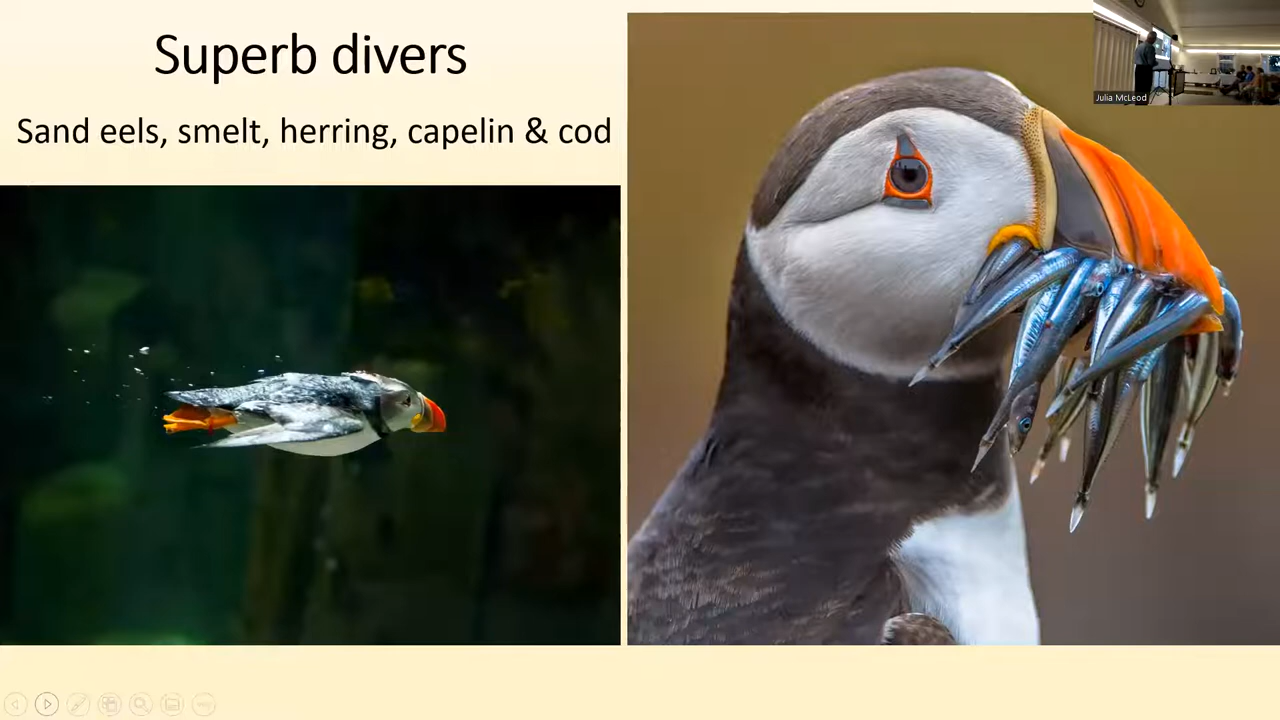 Superb divers
Sand eels, smelt, herring, capelin & cod
Julia McLeod